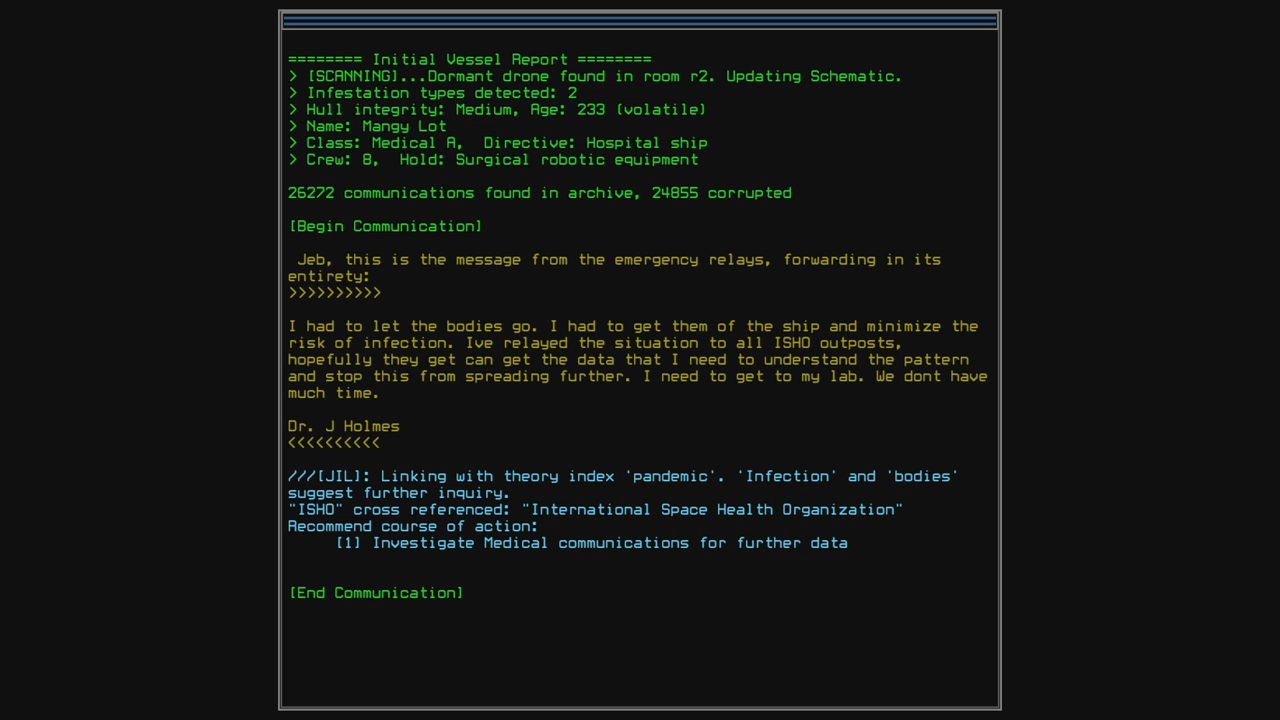 ======== Initial Vessel Report ========
> [SCANNING]...Dormant drone found in room r2. Updating Schematic.
> Infestation types detected: 2
> Hull integrity: Medium, Age: 233 (volatile)
> Name: Mangy Lot
> Class: Medical A,  Directive: Hospital ship
> Crew: 8,  Hold: Surgical robotic equipment
26272 communications found in archive, 24855 corrupted
[Begin Communication]
Jeb, this is the message from the emergency relays, forwarding in its
entirety:
>>>>>>>>>>
I had to let the bodies go. I had to get them of the ship and minimize the
risk of infection. Ive relayed the situation to all ISHO outposts,
hopefully they get can get the data that I need to understand the pattern
and stop this from spreading further. I need to get to my lab. We dont have
much time.
Dr. J Holmes
<<<<<<<<<<
///[JIL]: Linking with theory index 'pandemic'. 'Infection' and 'bodies'
suggest further inquiry.
"ISHO" cross referenced: "International Space Health Organization"
Recommend course of action:
[1] Investigate Medical communications for further data
[End Communication]